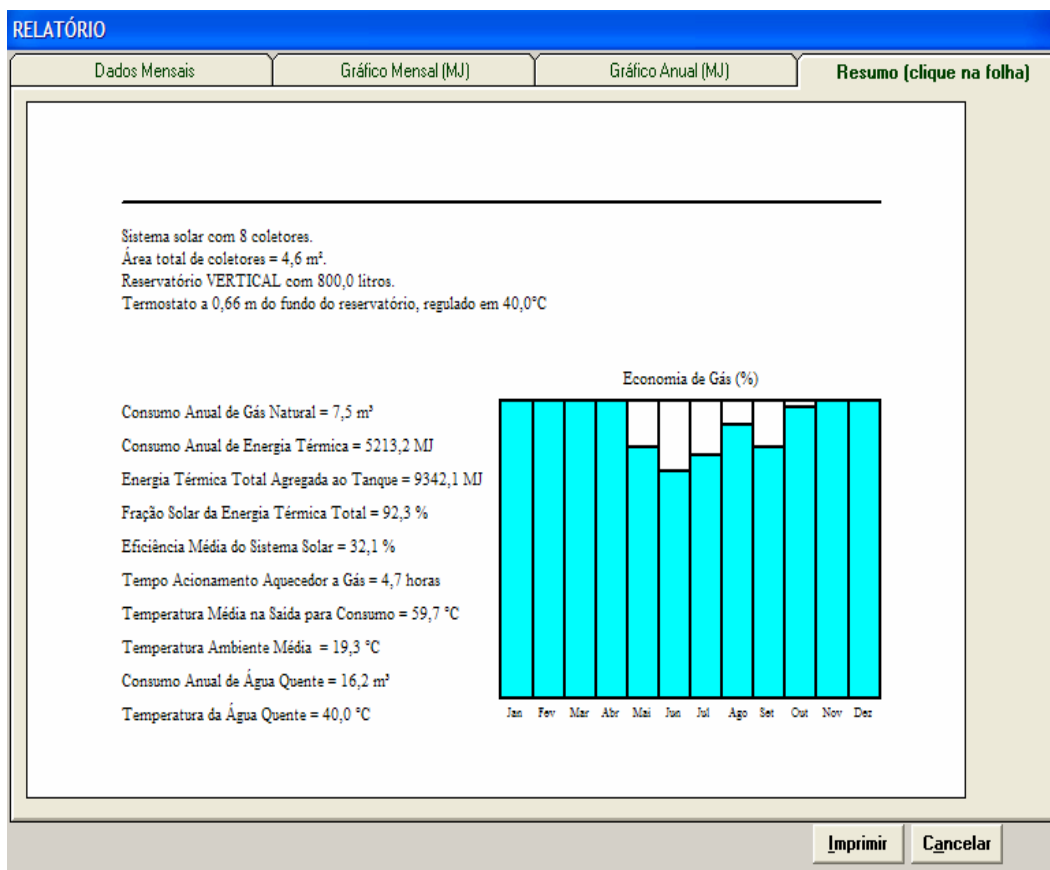 RELATÓRIO
Dados Mensais
Gráfico Mensal (MJ)
Gráfico Anual (MJ)
Resumo (clique na folha)
Sistema solar com 8 coletores.
Área total de coletores = 4,6 m².
Reservatório VERTICAL com 800,0 litros.
Termostato a 0,66 m do fundo do reservatório, regulado em 40,0°C
Economia de Gás (%)
Consumo Anual de Gás Natural = 7,5 m³
Consumo Anual de Energia Térmica = 5213,2 MJ
Energia Térmica Total Agregada ao Tanque = 9342,1 MJ
Fração Solar da Energia Térmica Total = 92,3 %
Eficiência Média do Sistema Solar = 32,1 %
Tempo Acionamento Aquecedor a Gás = 4,7 horas
Temperatura Média na Saída para Consumo = 59,7 °C
Temperatura Ambiente Média = 19,3 °C
Consumo Anual de Água Quente = 16,2 m³
Temperatura da Água Quente = 40,0 °C
Jan Fev Mar Abr Mai Jun Jul Ago Set Out Nov Dez
Imprimir
Cancelar